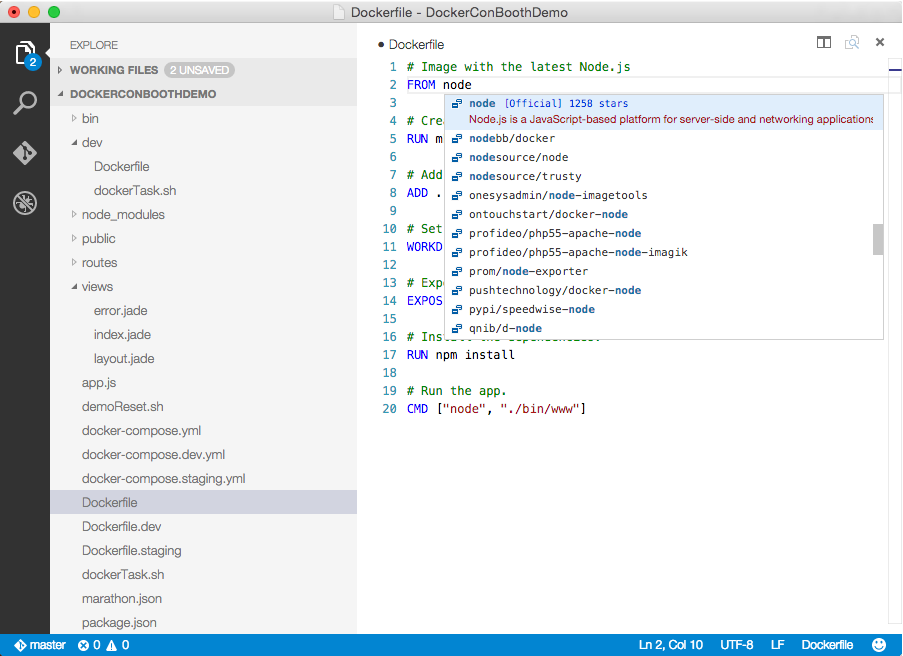 Dockerfile - DockerConBoothDemo
2
EXPLORE
WORKING FILES 2 UNSAVED
DOCKERCONBOOTHDEMO
bin
dev
Dockerfile
dockerTask.sh
node_modules
public
routes
views
error.jade
index.jade
layout.jade
app.js
demoReset.sh
docker-compose.yml
docker-compose.dev.yml
docker-compose.staging.yml
Dockerfile
Dockerfile.dev
Dockerfile.staging
dockerTask.sh
marathon.json
package.json
Dockerfile
1 # Image with the latest Node.js
2 FROM node
3
4 # Cre
5 RUN m
6
7 # Add
8 ADD .
9
10 # Set
11 WORKD
12
13 # Exp
14 EXPOS
15
16 # Install the dependencies.
17 RUN npm install
18
19 # Run the app.
20 CMD ["node", "./bin/www"]
node [Official] 1258 stars
Node.js is a JavaScript-based platform for server-side and networking applications
nodebb/docker
nodesource/node
nodesource/trusty
onesysadmin/node-imagetools
ontouchstart/docker-node
profideo/php55-apache-node
profideo/php55-apache-node-imagik
prom/node-exporter
pushtechnology/docker-node
pypi/speedwise-node
qnib/d-node
master 0 0 Ln 2, Col 10 UTF-8 LF Dockerfile